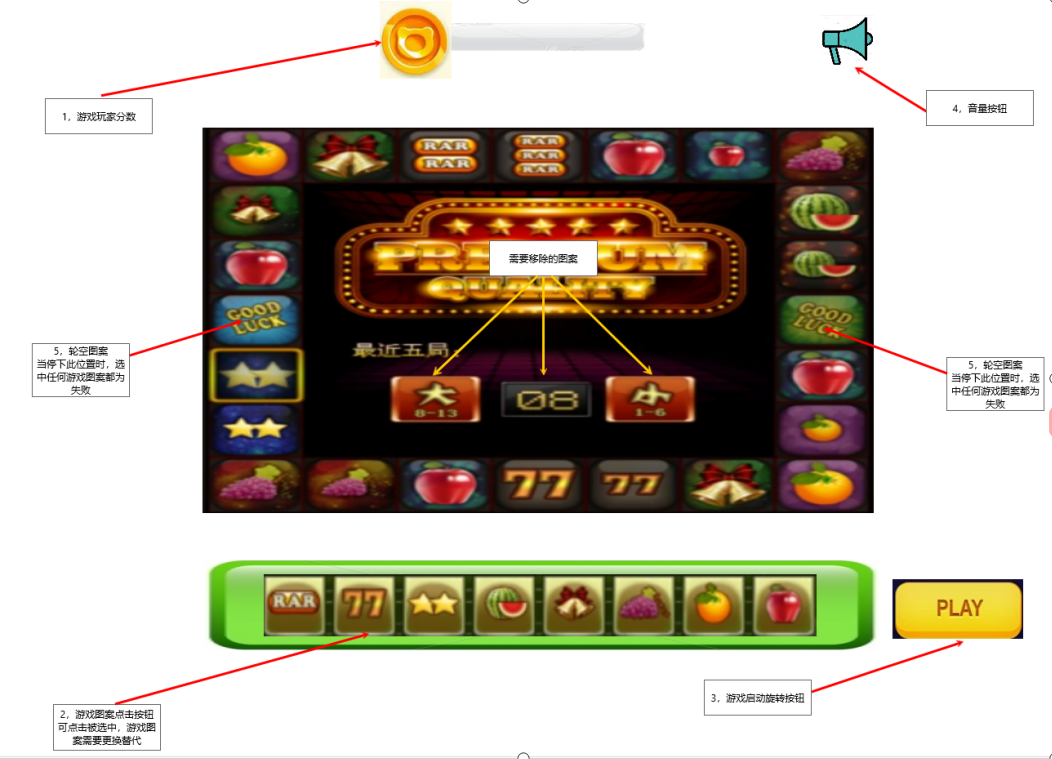 1，游戏玩家分数
4，音量按钮
RAR
RAR
RAR
RAR
RAR
需要移除的图案
QUALITY
GOOD
LUCK
GOOD
LUCK
最近五局：
5，轮空图案
当停下此位置时，选
中任何游戏图案都为
失败
5，轮空图案
当停下此位置时，选
中任何游戏图案都为
失败
大
8-13
08
小
1-6
77
77
RAR
77
PLAY
3，游戏启动旋转按钮
2，游戏图案点击按钮
可点击被选中，游戏图
案需要更换替代